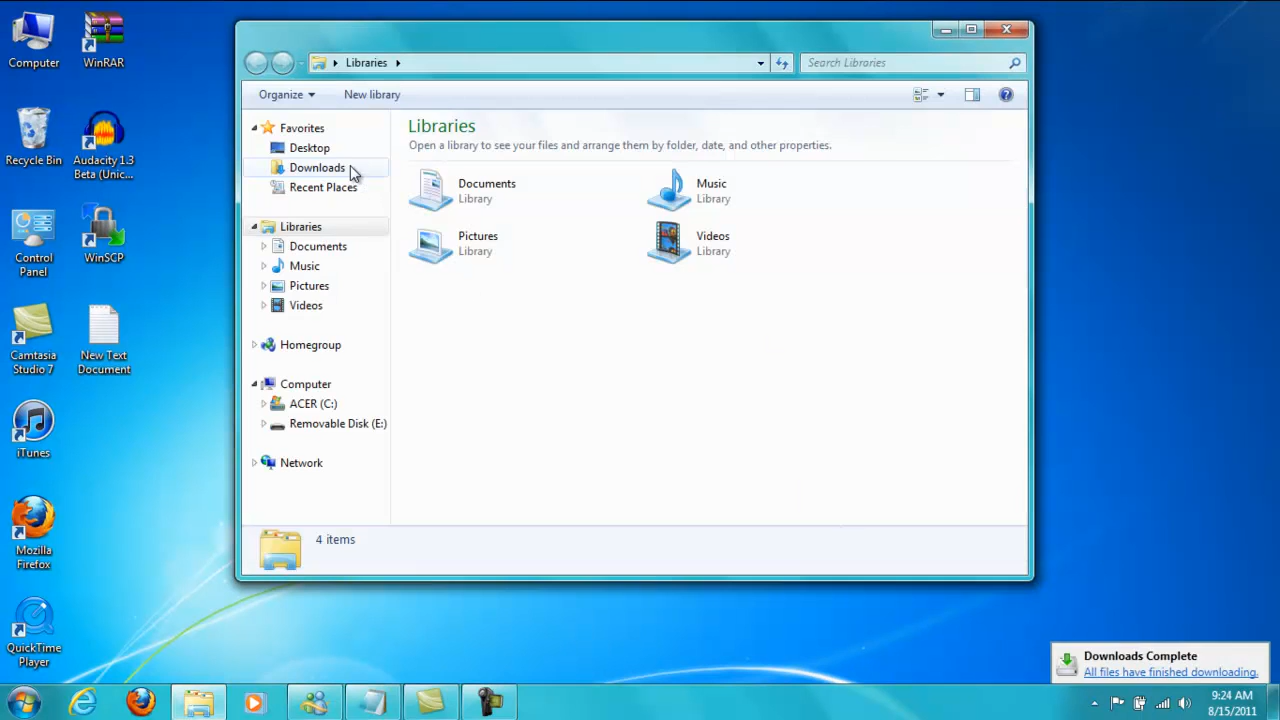 Computer
WinRAR
Recycle Bin
Audacity 1.3
Beta (Unic...
Control
Panel
WinSCP
Camtasia
Studio 7
New Text
Document
iTunes
Mozilla
Firefox
QuickTime
Player
Libraries
Search Libraries
Organize
New library
Favorites
Desktop
Downloads
Recent Places
Libraries
Documents
Music
Pictures
Videos
Homegroup
Computer
ACER (C:)
Removable Disk (E:)
Network
Libraries
Open a library to see your files and arrange them by folder, date, and other properties.
Documents
Library
Music
Library
Pictures
Library
Videos
Library
4 items
Downloads Complete
All files have finished downloading.
9:24 AM
8/15/2011